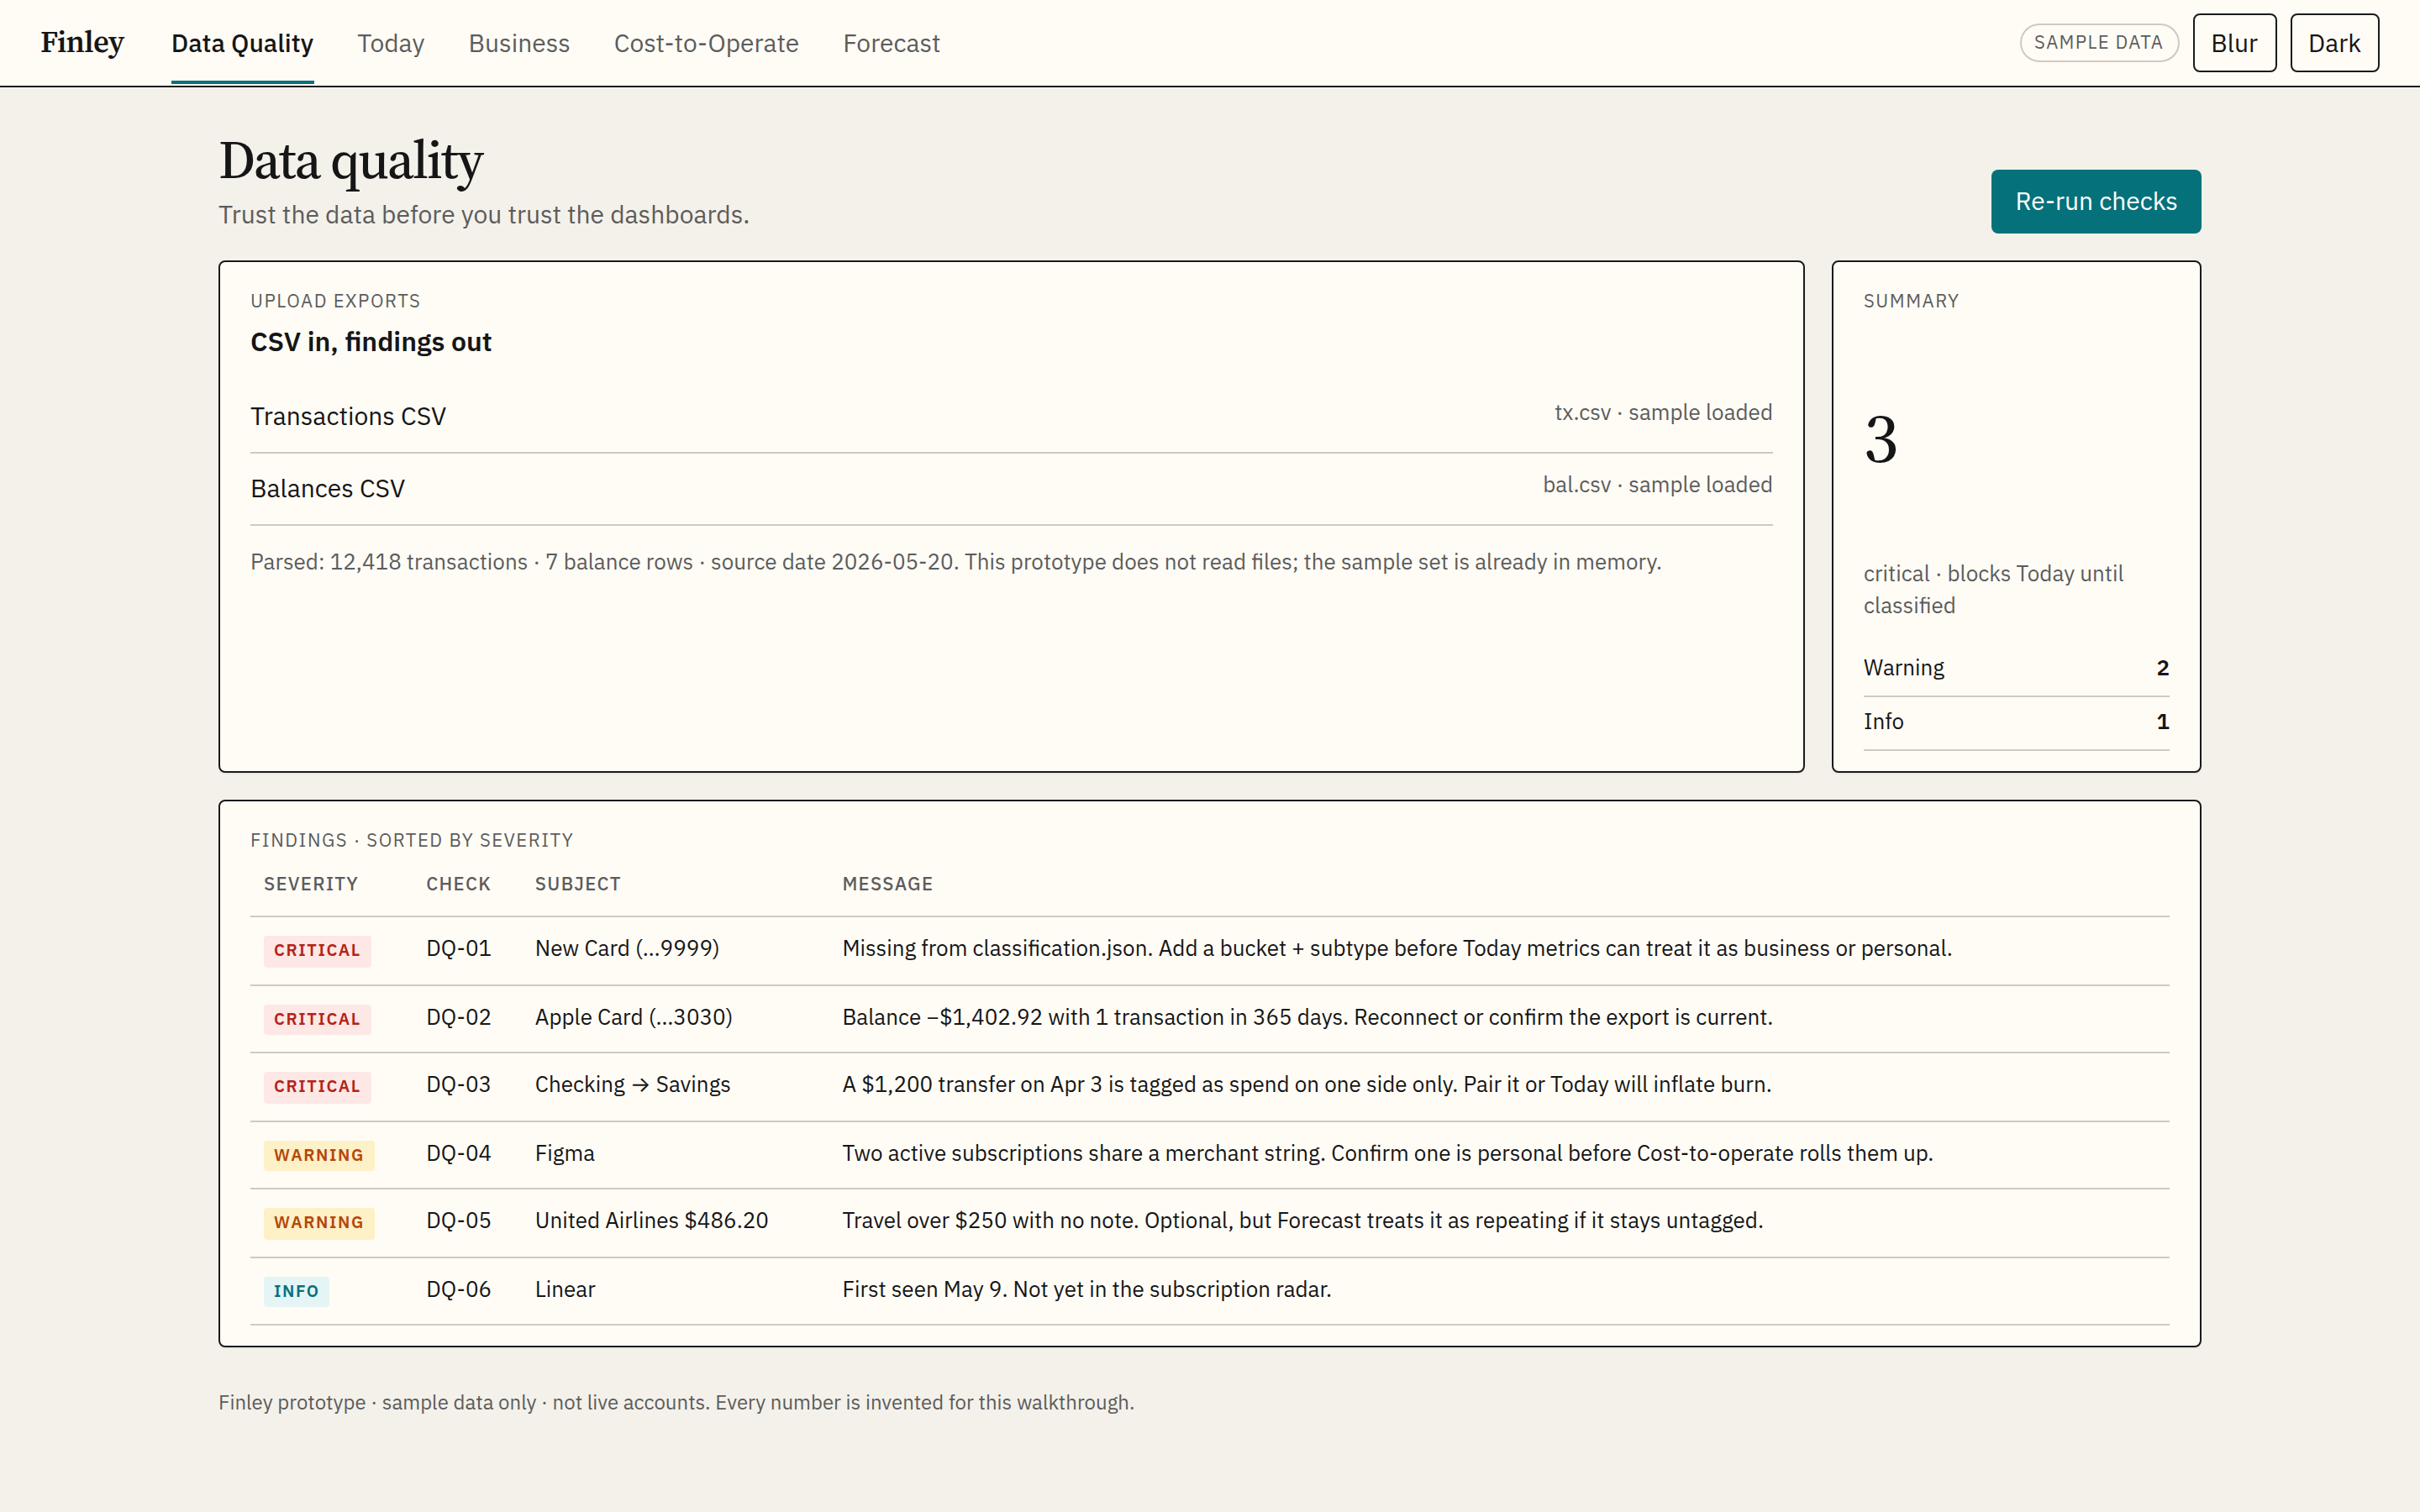 Finley
Data Quality
Today
Business
Cost-to-Operate
Forecast
SAMPLE DATA
Blur
Dark
Data quality
Trust the data before you trust the dashboards.
Re-run checks
UPLOAD EXPORTS
CSV in, findings out
Transactions CSV
tx.csv · sample loaded
Balances CSV
bal.csv · sample loaded
Parsed: 12,418 transactions · 7 balance rows · source date 2026-05-20. This prototype does not read files; the sample set is already in memory.
SUMMARY
3
critical · blocks Today until
classified
Warning 2
Info 1
FINDINGS · SORTED BY SEVERITY
SEVERITY CHECK SUBJECT MESSAGE
CRITICAL DQ-01 New Card (…9999) Missing from classification.json. Add a bucket + subtype before Today metrics can treat it as business or personal.
CRITICAL DQ-02 Apple Card (…3030) Balance −$1,402.92 with 1 transaction in 365 days. Reconnect or confirm the export is current.
CRITICAL DQ-03 Checking → Savings A $1,200 transfer on Apr 3 is tagged as spend on one side only. Pair it or Today will inflate burn.
WARNING DQ-04 Figma Two active subscriptions share a merchant string. Confirm one is personal before Cost-to-operate rolls them up.
WARNING DQ-05 United Airlines $486.20 Travel over $250 with no note. Optional, but Forecast treats it as repeating if it stays untagged.
INFO DQ-06 Linear First seen May 9. Not yet in the subscription radar.
Finley prototype · sample data only · not live accounts. Every number is invented for this walkthrough.